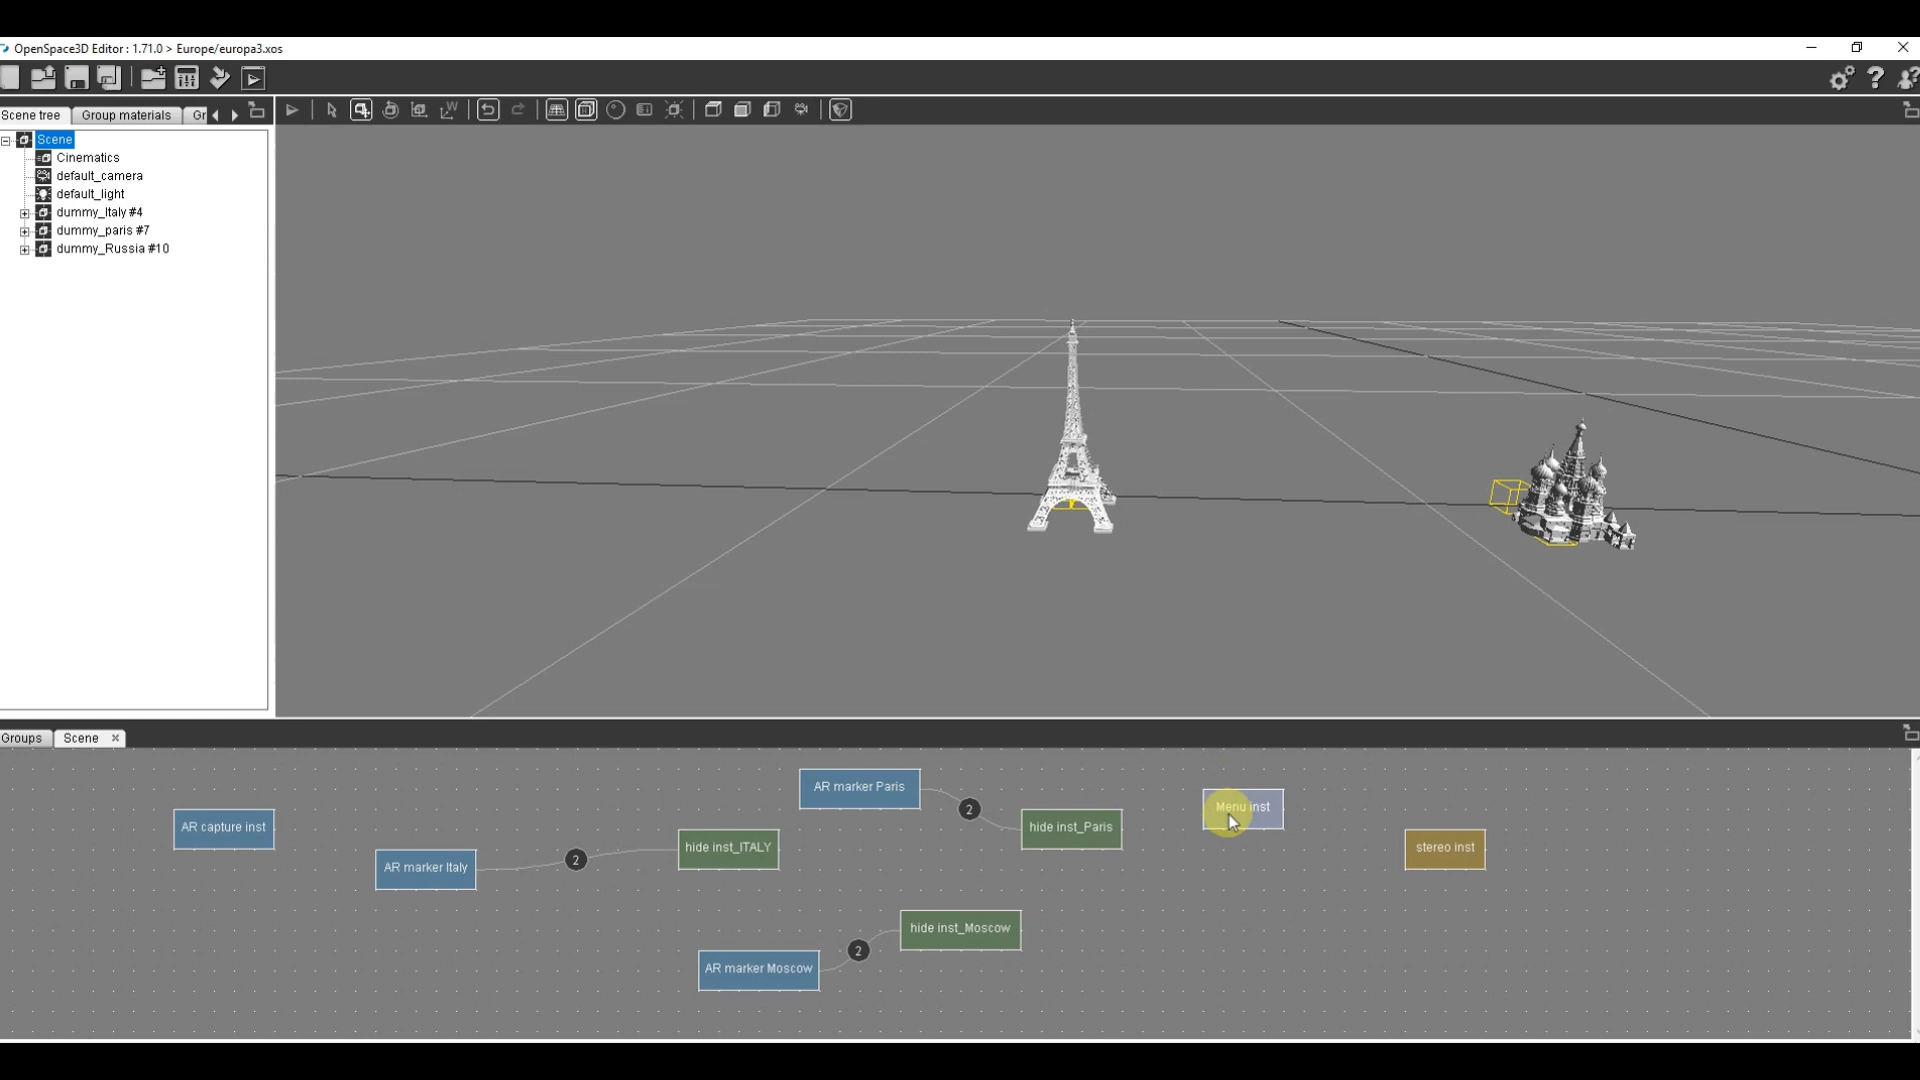 OpenSpace3D Editor : 1.71.0 > Europe/europa3.xos
Scene tree
Group materials
Gr
Scene
Cinematics
default_camera
default_light
dummy_Italy #4
dummy_paris #7
dummy_Russia #10
Groups
Scene
AR capture inst
AR marker Italy
2
hide inst_ITALY
AR marker Paris
2
hide inst_Paris
AR marker Moscow
2
hide inst_Moscow
Menu inst
stereo inst